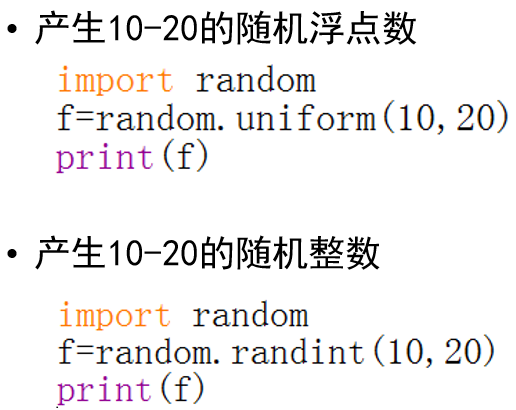 • 产生10-20的随机浮点数
import random
f=random.uniform(10,20)
print(f)
• 产生10-20的随机整数
import random
f=random.randint(10,20)
print(f)